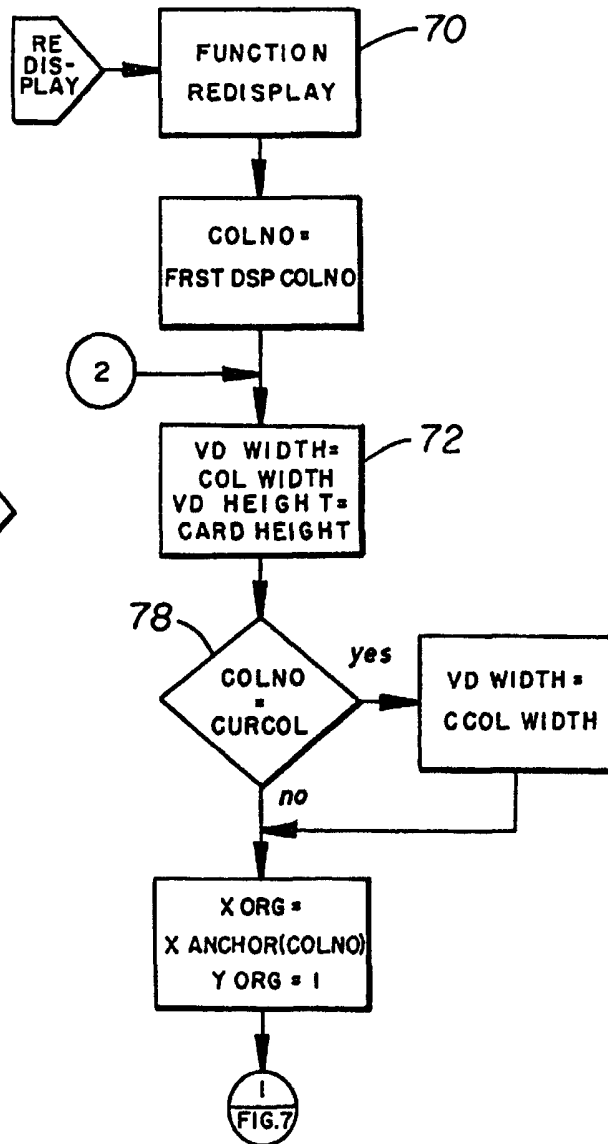 RE
DIS-
PLAY
FUNCTION
REDISPLAY
70
COLNO=
FRST DSP COLNO
2
VD WIDTH=
COL WIDTH
VD HEIGHT=
CARD HEIGHT
72
78
COLNO
=
CURCOL
yes
VD WIDTH =
CCOL WIDTH
no
X ORG =
X ANCHOR(COLNO)
Y ORG = 1
1
FIG.7